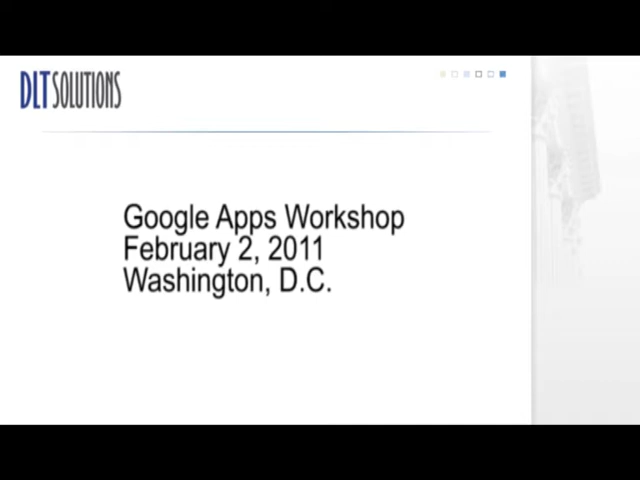 DLT SOLUTIONS
Google Apps Workshop
February 2, 2011
Washington, D.C.